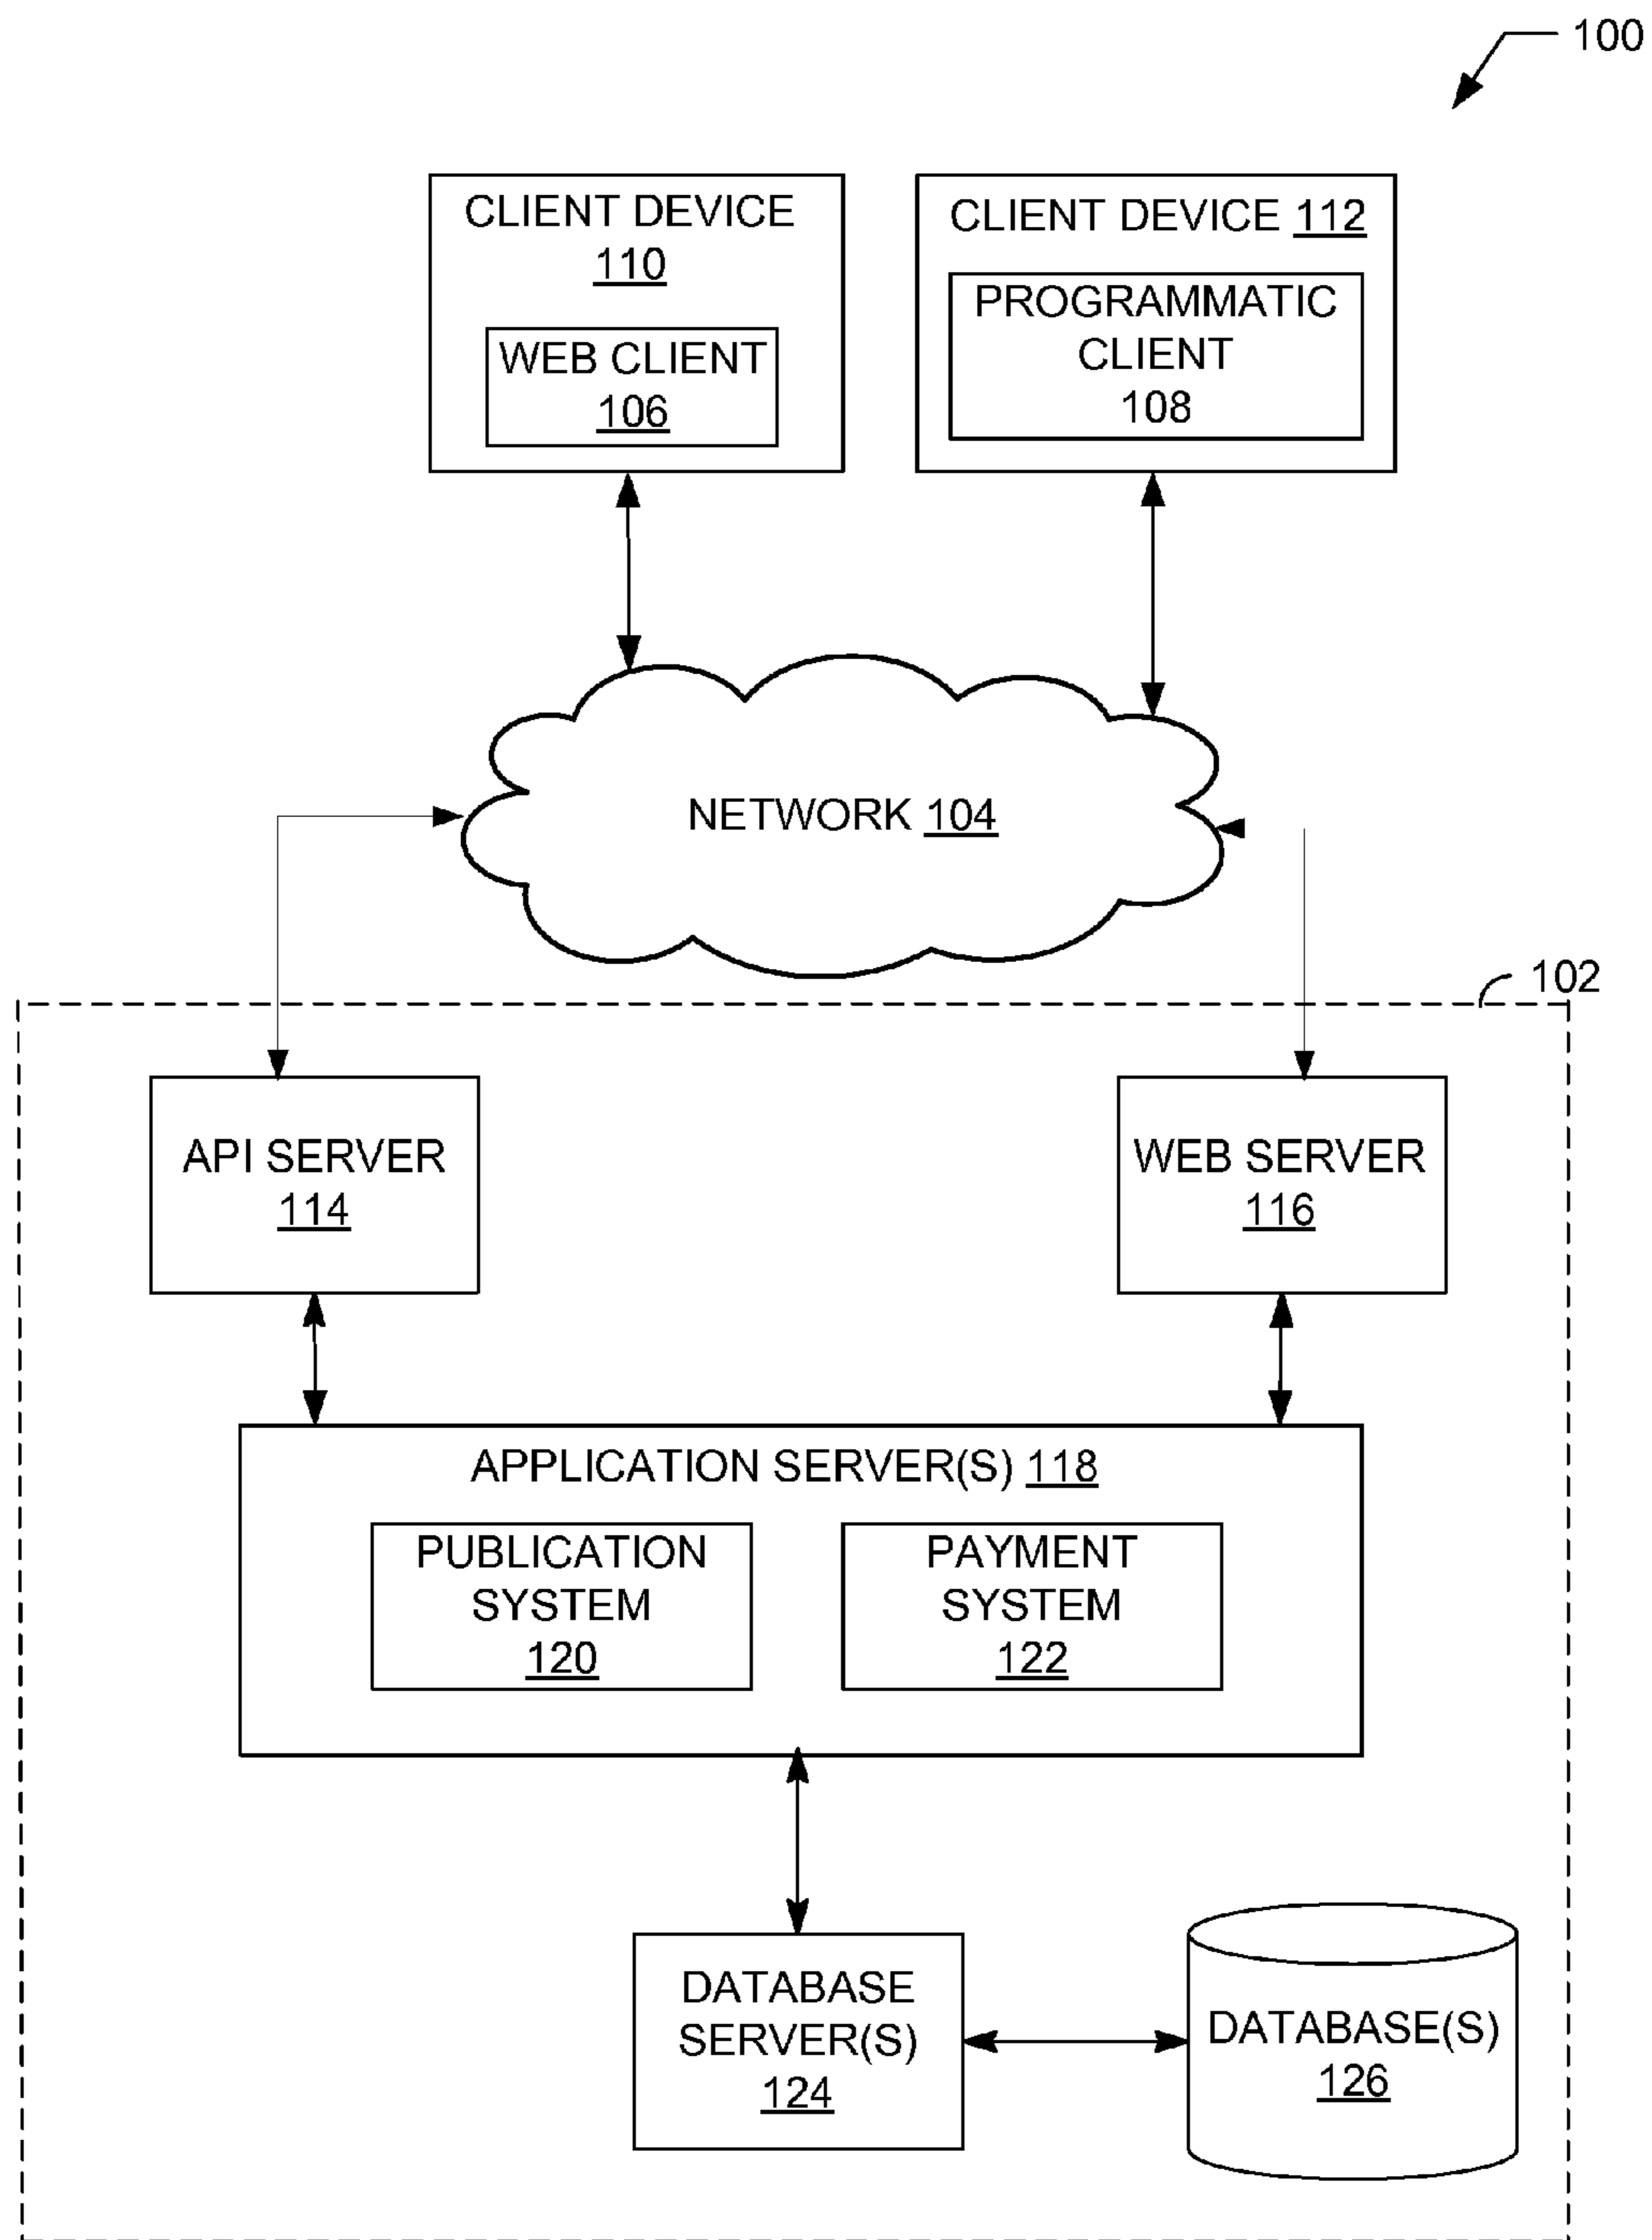 100
CLIENT DEVICE
110
WEB CLIENT
106
CLIENT DEVICE 112
PROGRAMMATIC
CLIENT
108
NETWORK 104
102
API SERVER
114
WEB SERVER
116
APPLICATION SERVER(S) 118
PUBLICATION
SYSTEM
120
PAYMENT
SYSTEM
122
DATABASE
SERVER(S)
124
DATABASE(S)
126